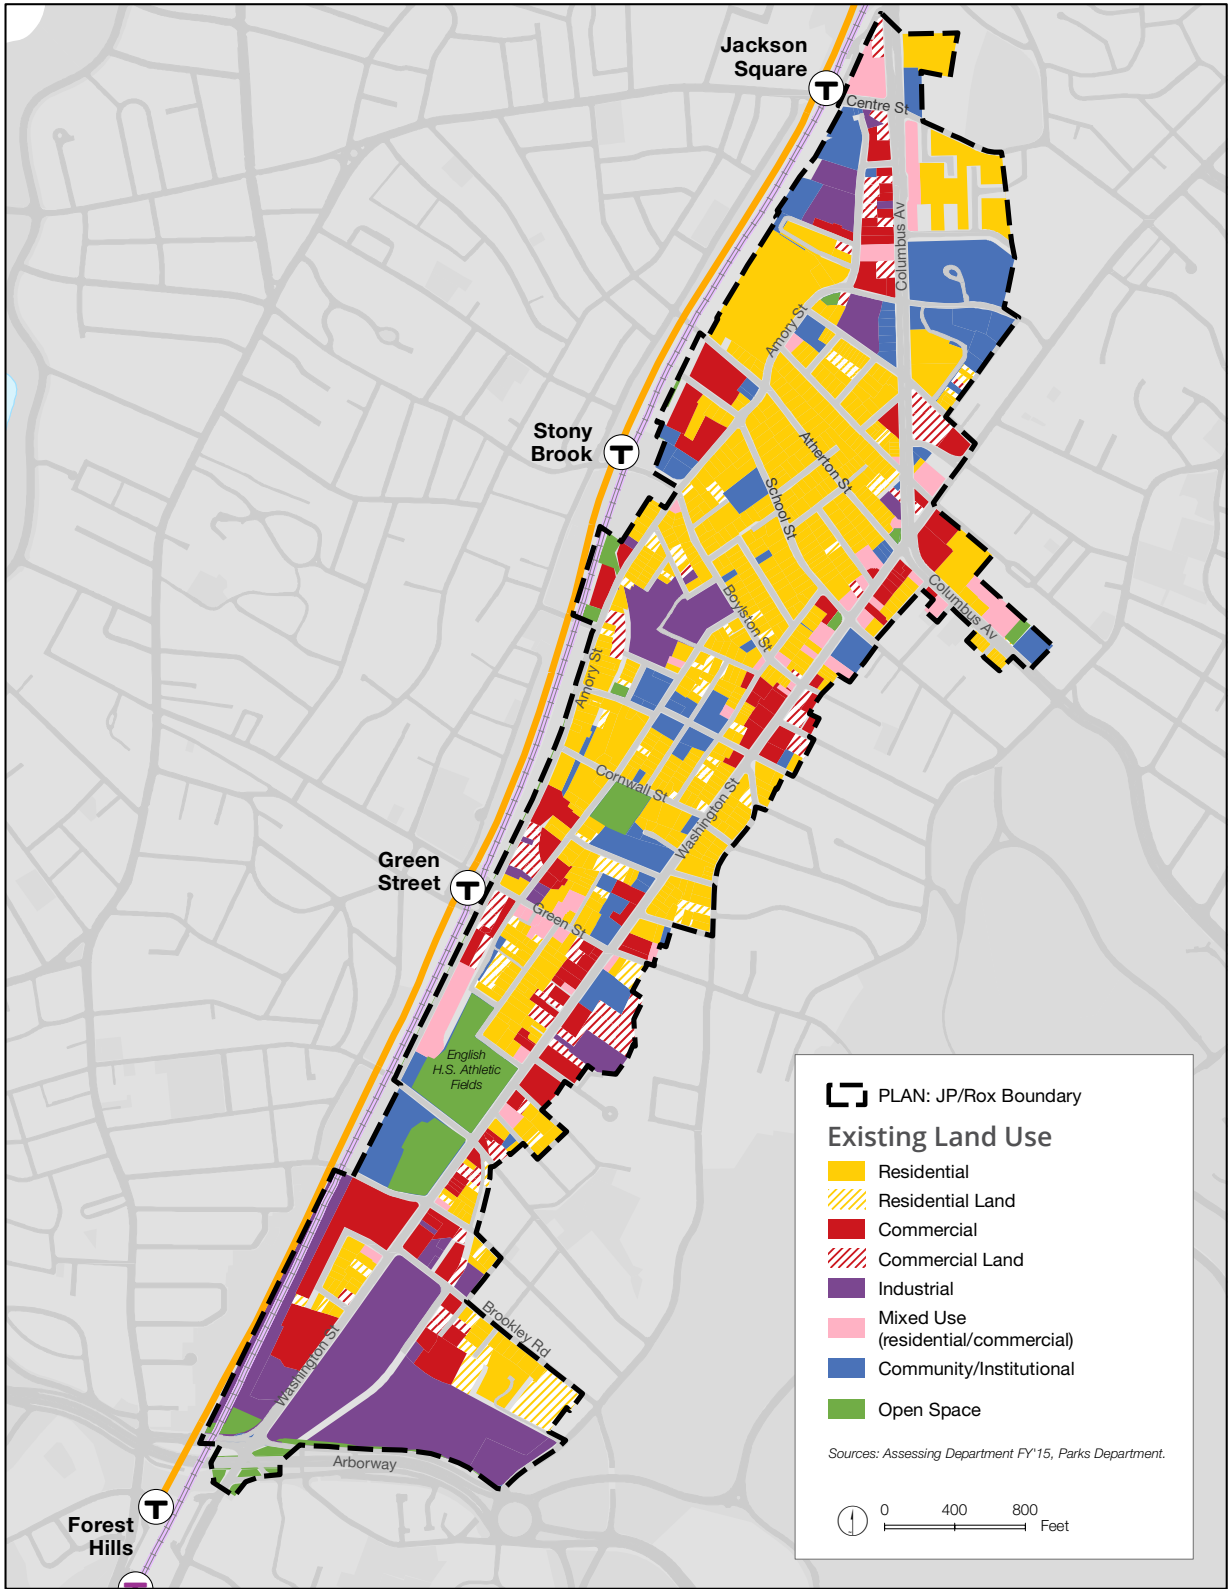 Jackson
Square
T
Centre St
Columbus Av
Amory St
Stony
Brook
T
Atherton St
School St
Boylston St
Columbus Av
Amory St
Cornwall St
Washington St
Green
Street
T
Green St
English
H.S. Athletic
Fields
Brookley Rd
Washington St
Arborway
T
Forest
Hills
PLAN: JP/Rox Boundary
Existing Land Use
Residential
Residential Land
Commercial
Commercial Land
Industrial
Mixed Use
(residential/commercial)
Community/Institutional
Open Space
Sources: Assessing Department FY'15, Parks Department.
0 400 800
Feet